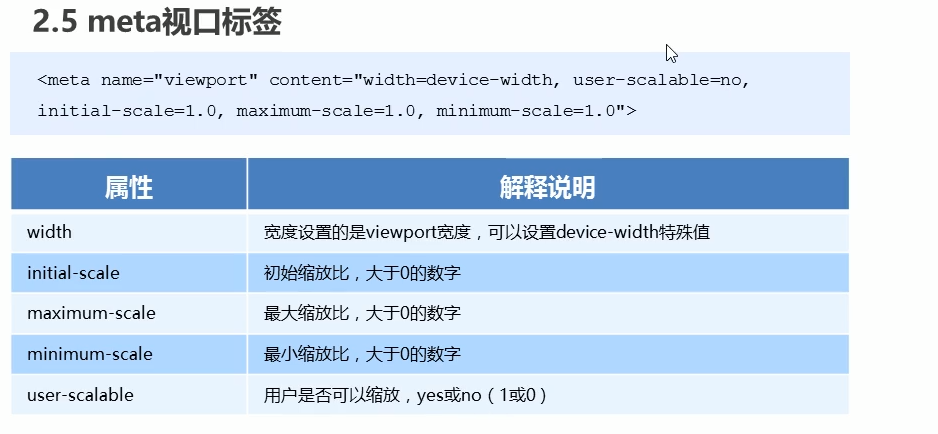 2.5 meta视口标签
<meta name="viewport" content="width=device-width, user-scalable=no,
initial-scale=1.0, maximum-scale=1.0, minimum-scale=1.0">
属性 解释说明
width 宽度设置的是viewport宽度，可以设置device-width特殊值
initial-scale 初始缩放比，大于0的数字
maximum-scale 最大缩放比，大于0的数字
minimum-scale 最小缩放比，大于0的数字
user-scalable 用户是否可以缩放，yes或no（1或0）